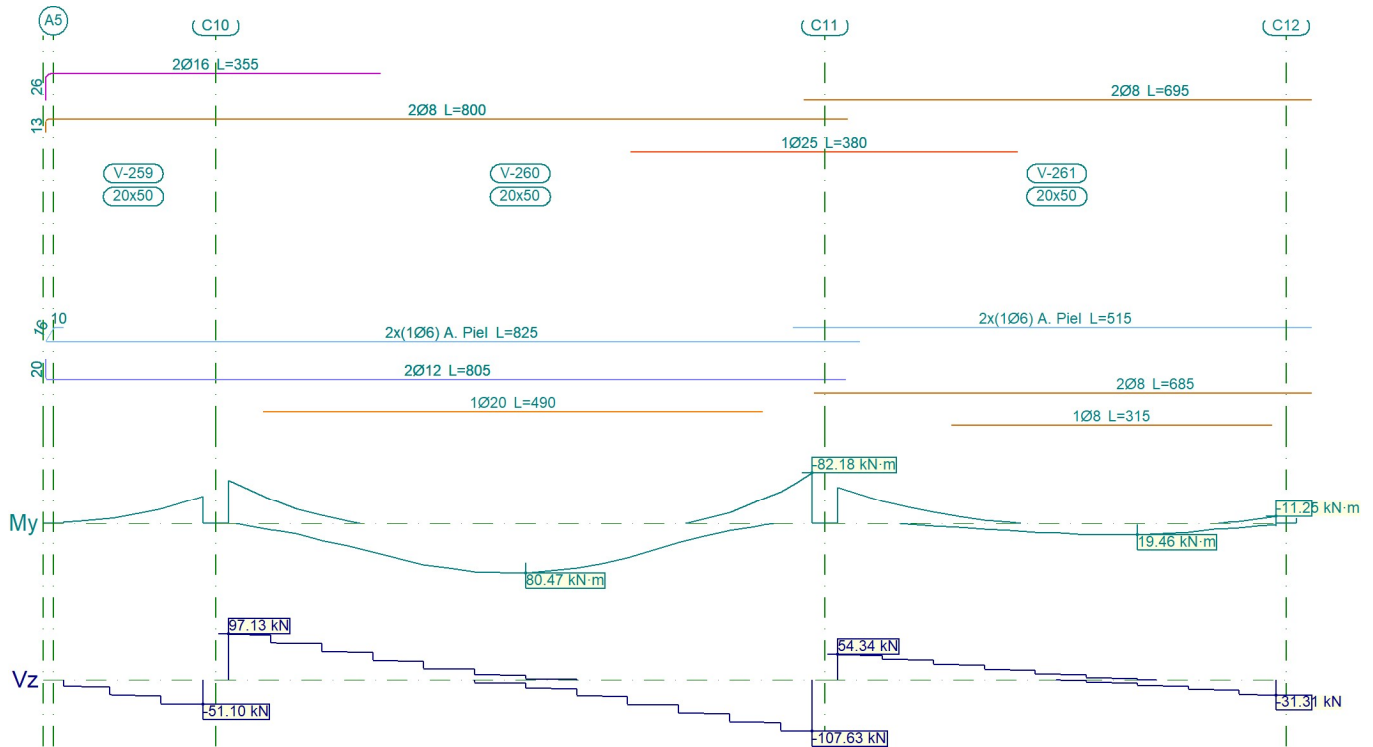 A5
C10
C11
C12
2Ø16 L=355
26
2Ø8 L=695
2Ø8 L=800
13
1Ø25 L=380
V-259
20x50
V-260
20x50
V-261
20x50
10
16
2x(1Ø6) A. Piel L=515
2x(1Ø6) A. Piel L=825
20
2Ø12 L=805
2Ø8 L=685
1Ø20 L=490
1Ø8 L=315
-82.18 kN·m
-11.25 kN·m
My
19.46 kN·m
80.47 kN·m
97.13 kN
54.34 kN
Vz
-31.31 kN
-51.10 kN
-107.63 kN